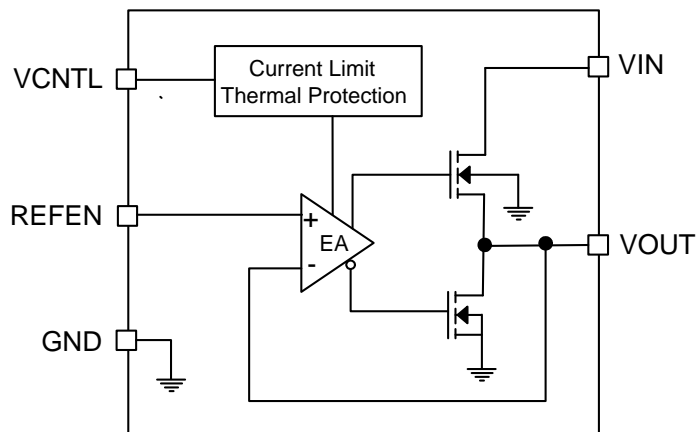 VCNTL
Current Limit
Thermal Protection
VIN
REFEN
+
EA
-
VOUT
GND